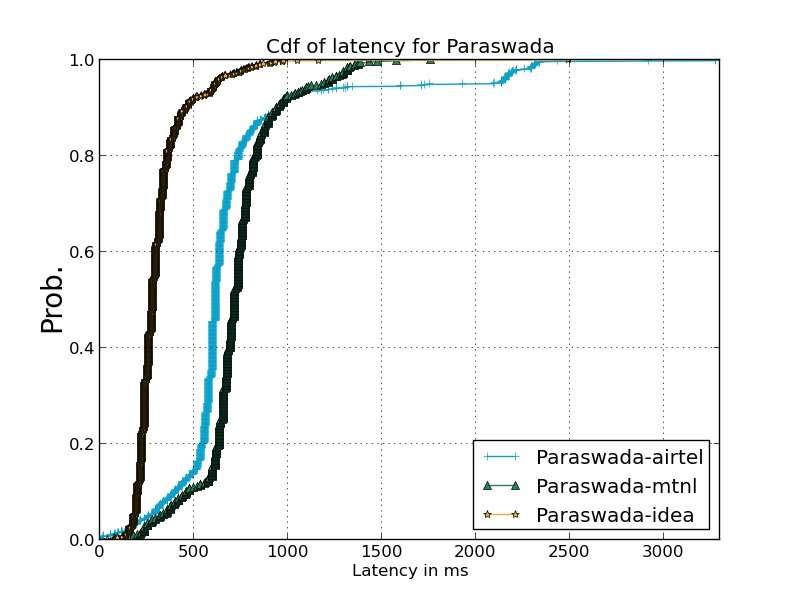 Cdf of latency for Paraswada
Prob.
1.0
0.8
0.6
0.4
0.2
0.0
0 500 1000 1500 2000 2500 3000
Latency in ms
Paraswada-airtel
Paraswada-mtnl
Paraswada-idea